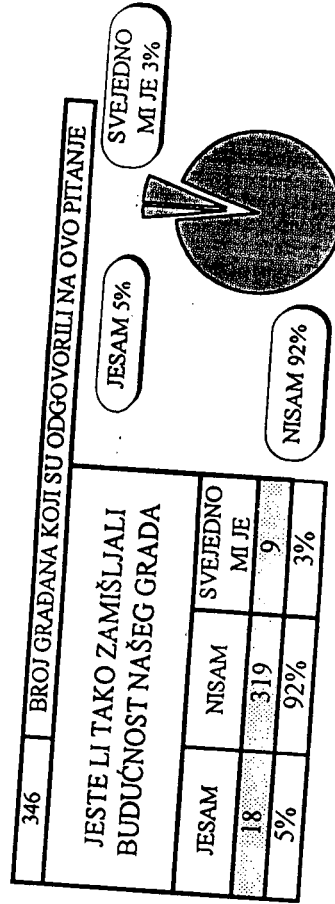 346 BROJ GRAĐANA KOJI SU ODGOVORILI NA OVO PITANJE
JESTE LI TAKO ZAMIŠLJALI
BUDUĆNOST NAŠEG GRADA
JESAM NISAM SVEJEDNO
MI JE
18 319 9
5% 92% 3%
JESAM 5%
SVEJEDNO
MI JE 3%
NISAM 92%